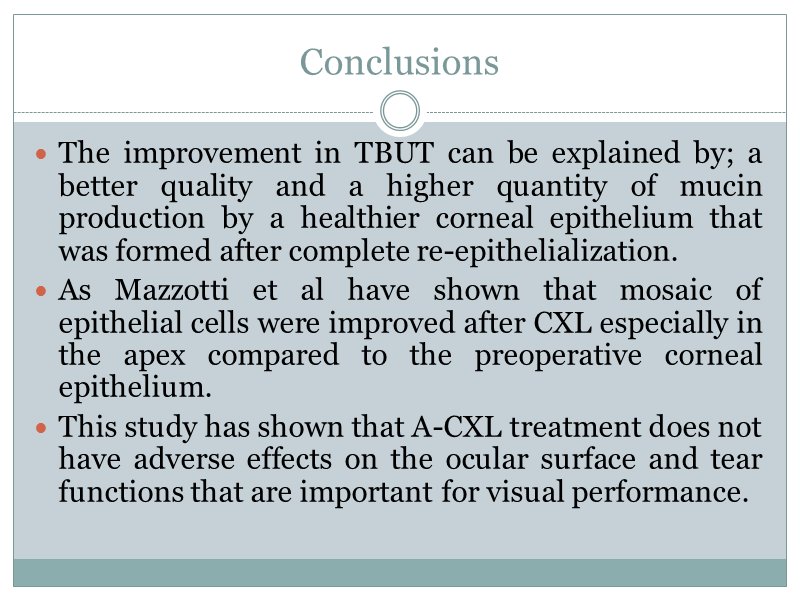 Conclusions
• The improvement in TBUT can be explained by; a
better quality and a higher quantity of mucin
production by a healthier corneal epithelium that
was formed after complete re-epithelialization.
• As Mazzotti et al have shown that mosaic of
epithelial cells were improved after CXL especially in
the apex compared to the preoperative corneal
epithelium.
• This study has shown that A-CXL treatment does not
have adverse effects on the ocular surface and tear
functions that are important for visual performance.